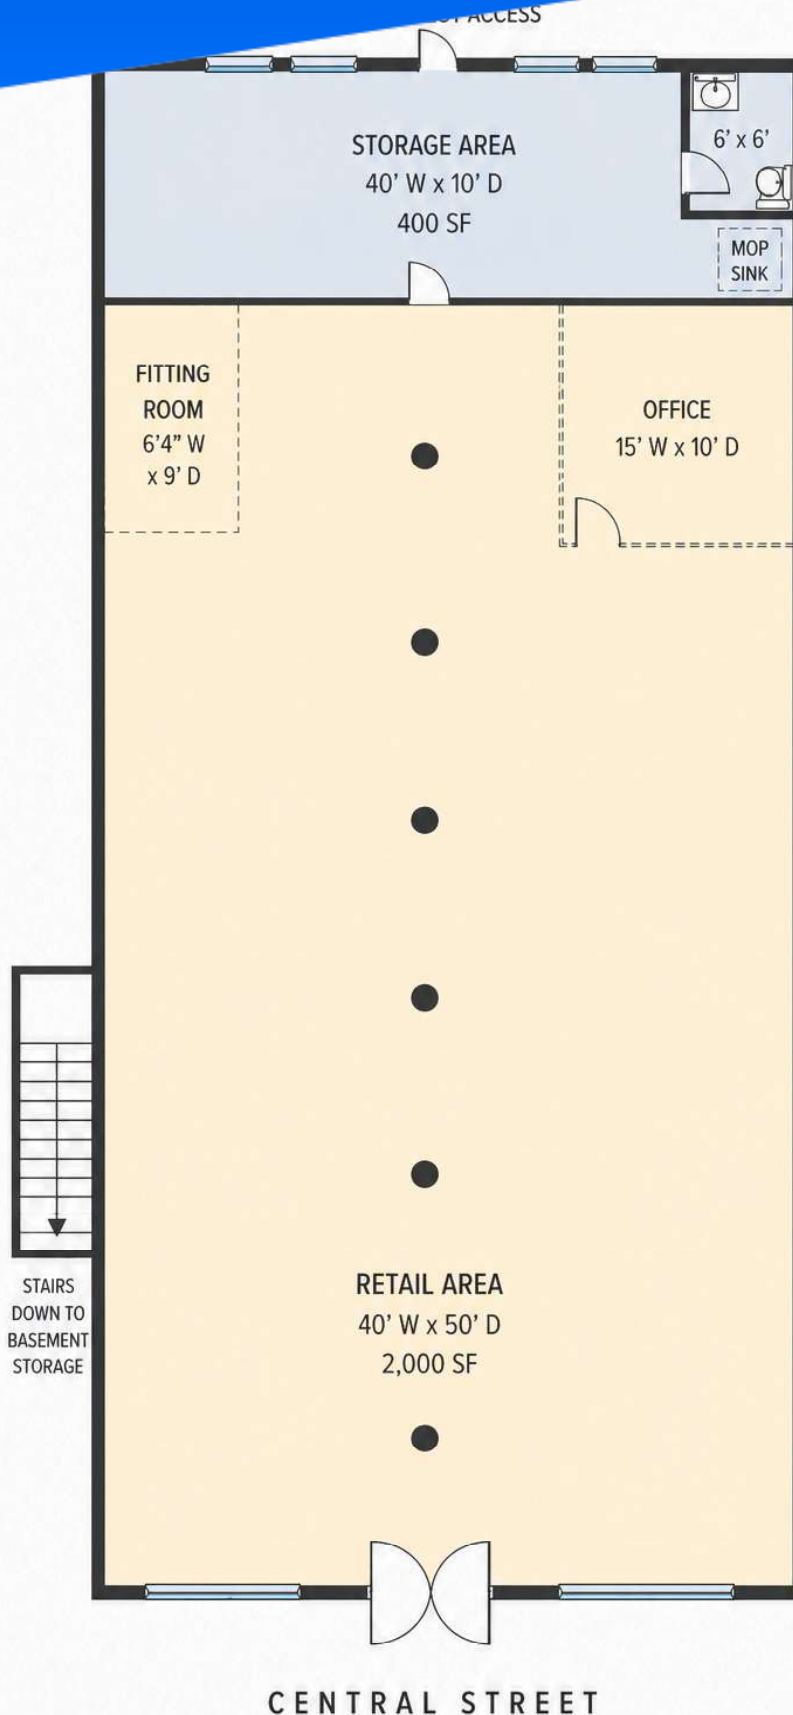 ACCESS
STORAGE AREA
40’ W x 10’ D
400 SF
6’ x 6’
MOP
SINK
FITTING
ROOM
6’4” W
x 9’ D
OFFICE
15’ W x 10’ D
STAIRS
DOWN TO
BASEMENT
STORAGE
RETAIL AREA
40’ W x 50’ D
2,000 SF
CENTRAL STREET